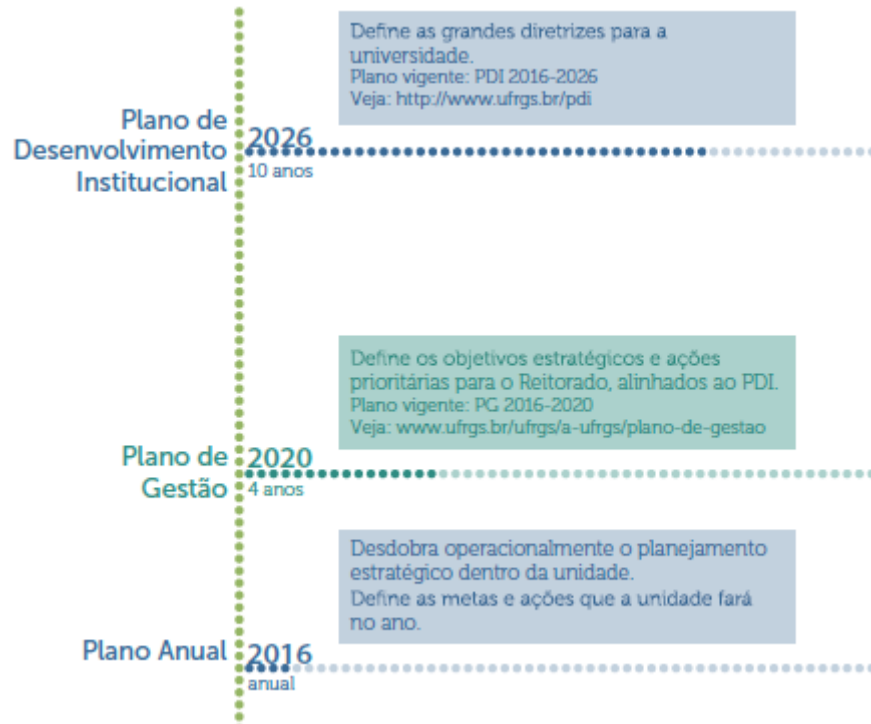 Define as grandes diretrizes para a
universidade.
Plano vigente: PDI 2016-2026
Veja: http://www.ufrgs.br/pdi
Plano de
Desenvolvimento
Institucional
2026
10 anos
Define os objetivos estratégicos e ações
prioritárias para o Reitorado, alinhados ao PDI.
Plano vigente: PG 2016-2020
Veja: www.ufrgs.br/ufrgs/a-ufrgs/plano-de-gestao
Plano de
Gestão
2020
4 anos
Desdobra operacionalmente o planejamento
estratégico dentro da unidade.
Define as metas e ações que a unidade fará
no ano.
Plano Anual
2016
anual